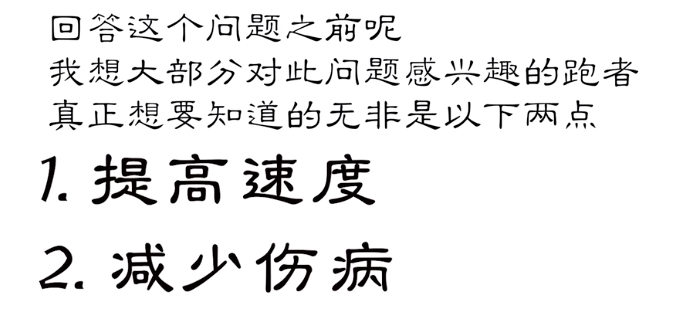 回答这个问题之前呢
我想大部分对此问题感兴趣的跑者
真正想要知道的无非是以下两点
1. 提高速度
2. 减少伤病